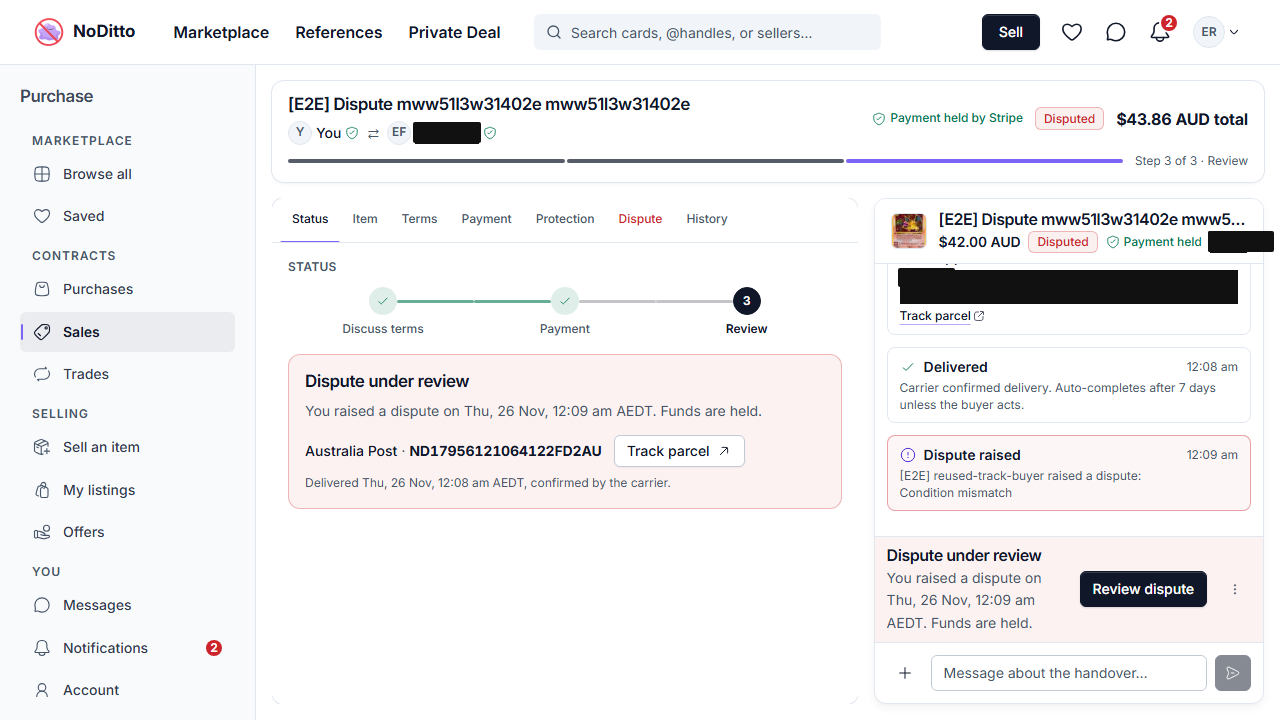 NoDitto
Marketplace
References
Private Deal
Search cards, @handles, or sellers...
Sell
2
ER
Purchase
MARKETPLACE
Browse all
Saved
CONTRACTS
Purchases
Sales
Trades
SELLING
Sell an item
My listings
Offers
YOU
Messages
Notifications
2
Account
[E2E] Dispute mww51l3w31402e mww51l3w31402e
Y You
EF
Payment held by Stripe
Disputed
$43.86 AUD total
Step 3 of 3 · Review
Status
Item
Terms
Payment
Protection
Dispute
History
STATUS
3
Discuss terms
Payment
Review
Dispute under review
You raised a dispute on Thu, 26 Nov, 12:09 am AEDT. Funds are held.
Australia Post · ND17956121064122FD2AU
Track parcel
Delivered Thu, 26 Nov, 12:08 am AEDT, confirmed by the carrier.
[E2E] Dispute mww51l3w31402e mww5...
$42.00 AUD
Disputed
Payment held
Track parcel
Delivered
12:08 am
Carrier confirmed delivery. Auto-completes after 7 days
unless the buyer acts.
Dispute raised
12:09 am
[E2E] reused-track-buyer raised a dispute:
Condition mismatch
Dispute under review
You raised a dispute on
Thu, 26 Nov, 12:09 am
AEDT. Funds are held.
Review dispute
Message about the handover...